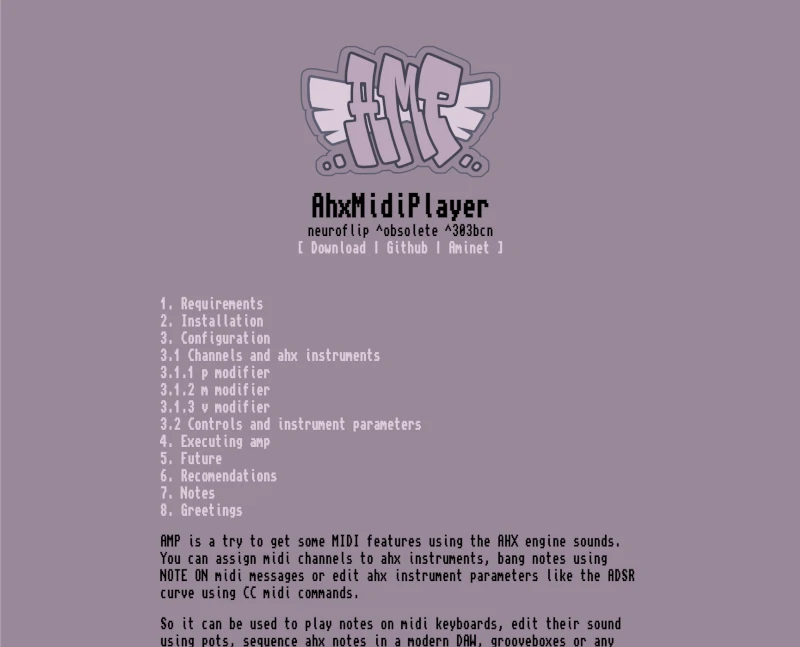 AMP
AhxMidiPlayer
neuroflip ^obsolete ^303bcn
[ Download | Github | Aminet ]
1. Requirements
2. Installation
3. Configuration
3.1 Channels and ahx instruments
3.1.1 p modifier
3.1.2 m modifier
3.1.3 v modifier
3.2 Controls and instrument parameters
4. Executing amp
5. Future
6. Recomendations
7. Notes
8. Greetings
AMP is a try to get some MIDI features using the AHX engine sounds.
You can assign midi channels to ahx instruments, bang notes using
NOTE ON midi messages or edit ahx instrument parameters like the ADSR
curve using CC midi commands.
So it can be used to play notes on midi keyboards, edit their sound
using pots, sequence ahx notes in a modern DAW, grooveboxes or any